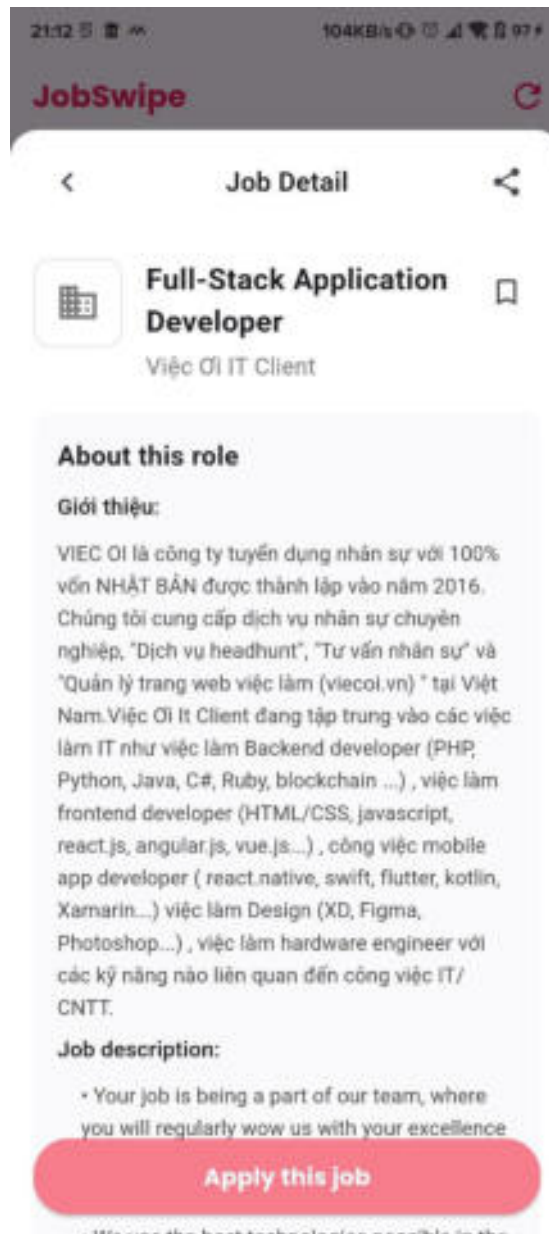 21:12
104KB/s
97
JobSwipe
Job Detail
Full-Stack Application
Developer
Việc Ơi IT Client
About this role
Giới thiệu:
VIEC OI là công ty tuyển dụng nhân sự với 100%
vốn NHẬT BẢN được thành lập vào năm 2016.
Chúng tôi cung cấp dịch vụ nhân sự chuyên
nghiệp, "Dịch vụ headhunt", "Tư vấn nhân sự" và
"Quản lý trang web việc làm (viecoi.vn) " tại Việt
Nam.Việc Ơi It Client đang tập trung vào các việc
làm IT như việc làm Backend developer (PHP,
Python, Java, C#, Ruby, blockchain ...) , việc làm
frontend developer (HTML/CSS, javascript,
react.js, angular.js, vue.js...) , công việc mobile
app developer ( react.native, swift, flutter, kotlin,
Xamarin...) việc làm Design (XD, Figma,
Photoshop...) , việc làm hardware engineer với
các kỹ năng nào liên quan đến công việc IT/
CNTT.
Job description:
• Your job is being a part of our team, where
you will regularly wow us with your excellence
Apply this job
• We use the best technologies possible in the